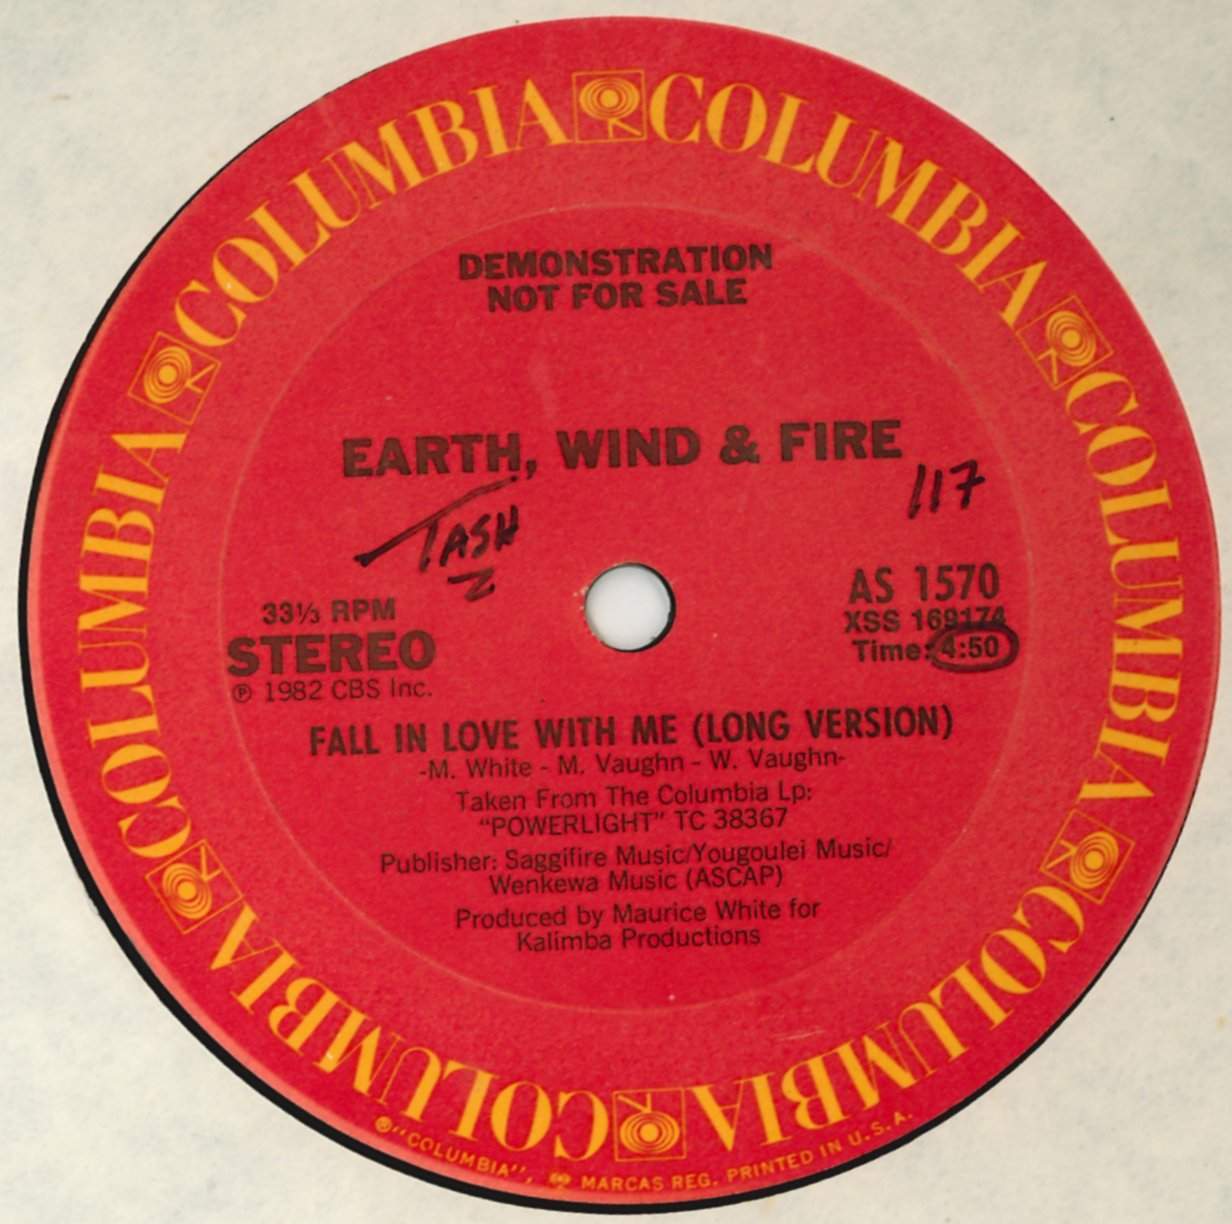 COLUMBIA COLUMBIA COLUMBIA COLUMBIA COLUMBIA COLUMBIA
DEMONSTRATION
NOT FOR SALE
EARTH, WIND & FIRE
TASH
117
33⅓ RPM
STEREO
℗ 1982 CBS Inc.
AS 1570
XSS 169174
Time: 4:50
FALL IN LOVE WITH ME (LONG VERSION)
-M. White - M. Vaughn - W. Vaughn-
Taken From The Columbia Lp:
“POWERLIGHT” TC 38367
Publisher: Saggifire Music/Yougoulei Music/
Wenkewa Music (ASCAP)
Produced by Maurice White for
Kalimba Productions
®“COLUMBIA”, MARCAS REG. PRINTED IN U.S.A.